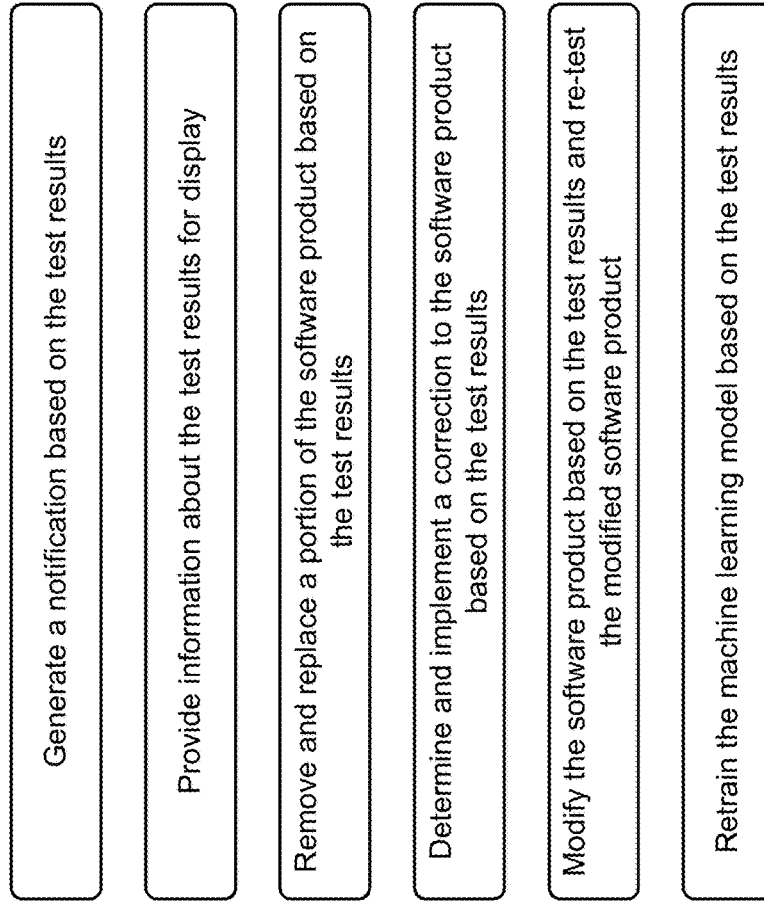 Generate a notification based on the test results
Provide information about the test results for display
Remove and replace a portion of the software product based on
the test results
Determine and implement a correction to the software product
based on the test results
Modify the software product based on the test results and re-test
the modified software product
Retrain the machine learning model based on the test results